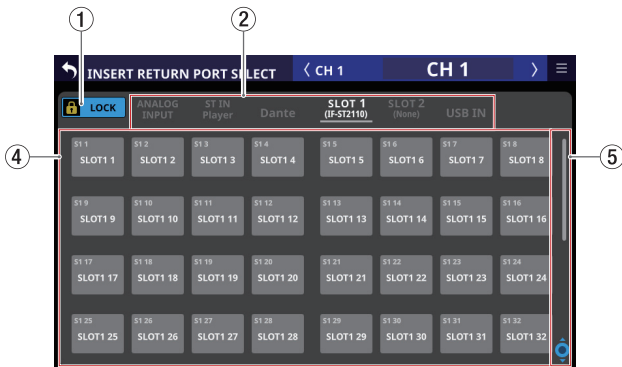 1 2
INSERT RETURN PORT SELECT CH 1 CH 1
LOCK ANALOG INPUT ST IN Player Dante SLOT 1 (IF-ST2110) SLOT 2 (None) USB IN
4 5
S1 1 S1 2 S1 3 S1 4 S1 5 S1 6 S1 7 S1 8
SLOT1 1 SLOT1 2 SLOT1 3 SLOT1 4 SLOT1 5 SLOT1 6 SLOT1 7 SLOT1 8
S1 9 S1 10 S1 11 S1 12 S1 13 S1 14 S1 15 S1 16
SLOT1 9 SLOT1 10 SLOT1 11 SLOT1 12 SLOT1 13 SLOT1 14 SLOT1 15 SLOT1 16
S1 17 S1 18 S1 19 S1 20 S1 21 S1 22 S1 23 S1 24
SLOT1 17 SLOT1 18 SLOT1 19 SLOT1 20 SLOT1 21 SLOT1 22 SLOT1 23 SLOT1 24
S1 25 S1 26 S1 27 S1 28 S1 29 S1 30 S1 31 S1 32
SLOT1 25 SLOT1 26 SLOT1 27 SLOT1 28 SLOT1 29 SLOT1 30 SLOT1 31 SLOT1 32